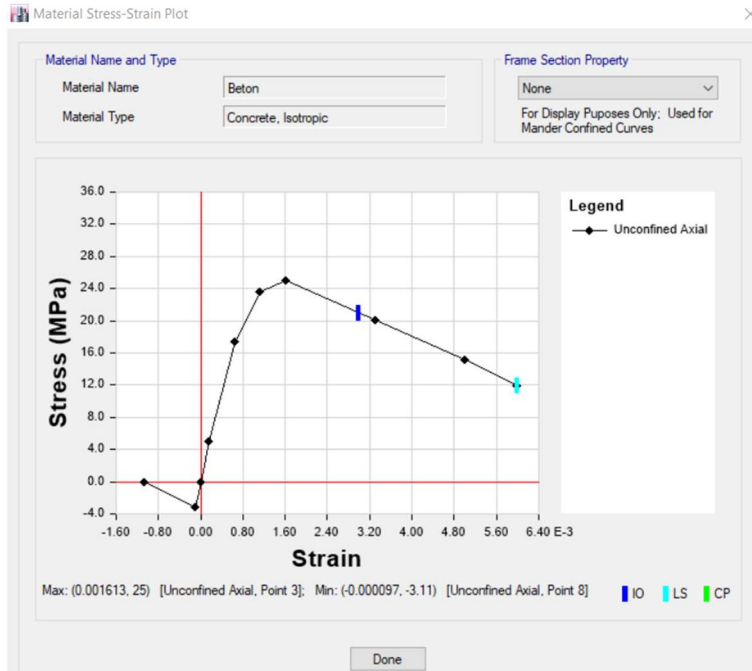 Material Stress-Strain Plot
Material Name and Type
Material Name Beton
Material Type Concrete, Isotropic
Frame Section Property
None
For Display Puposes Only; Used for
Mander Confined Curves
36.0
32.0
28.0
24.0
20.0
16.0
12.0
8.0
4.0
0.0
-4.0
Stress (MPa)
-1.60 -0.80 0.00 0.80 1.60 2.40 3.20 4.00 4.80 5.60 6.40 E-3
Strain
Legend
Unconfined Axial
Max: (0.001613, 25) [Unconfined Axial, Point 3]; Min: (-0.000097, -3.11) [Unconfined Axial, Point 8]
IO LS CP
Done